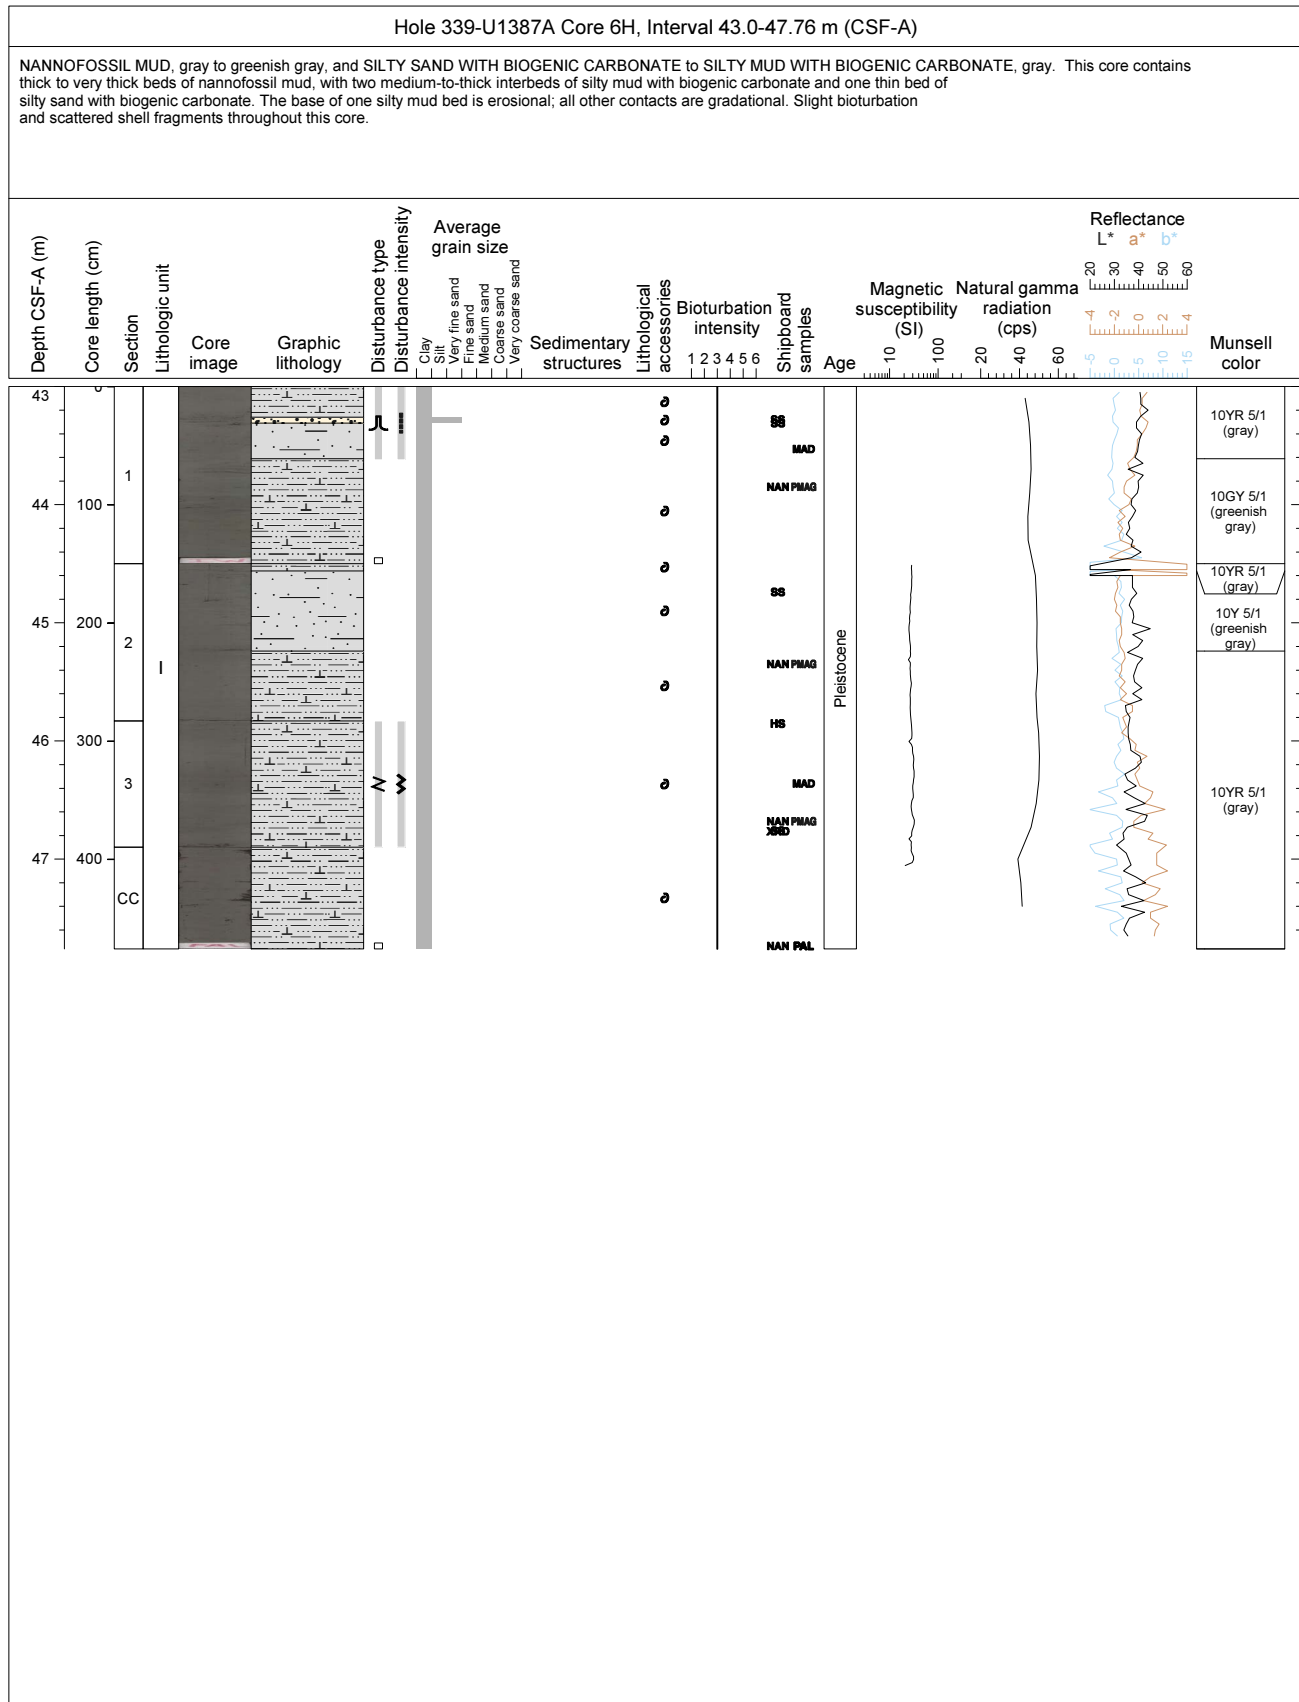 Hole 339-U1387A Core 6H, Interval 43.0-47.76 m (CSF-A)
NANNOFOSSIL MUD, gray to greenish gray, and SILTY SAND WITH BIOGENIC CARBONATE to SILTY MUD WITH BIOGENIC CARBONATE, gray. This core contains
thick to very thick beds of nannofossil mud, with two medium-to-thick interbeds of silty mud with biogenic carbonate and one thin bed of
silty sand with biogenic carbonate. The base of one silty mud bed is erosional; all other contacts are gradational. Slight bioturbation
and scattered shell fragments throughout this core.
Depth CSF-A (m)
Core length (cm)
Section
Lithologic unit
Core
image
Graphic
lithology
Disturbance type
Disturbance intensity
Average
grain size
Clay
Silt
Very fine sand
Fine sand
Medium sand
Coarse sand
Very coarse sand
Sedimentary
structures
Lithological
accessories
Bioturbation
intensity
1 2 3 4 5 6
Shipboard
samples
Age
Magnetic
susceptibility
(SI)
10 100
Natural gamma
radiation
(cps)
20 40 60
Reflectance
L* a* b*
20 30 40 50 60
-4 -2 0 2 4
-5 0 5 10 15
Munsell
color
43
44
45
46
47
0
100
200
300
400
1
2
3
CC
I
SS
SS
MAD
NAN PMAG
SS
NAN PMAG
HS
MAD
NAN PMAG
NAN PAL
Pleistocene
10YR 5/1
(gray)
10GY 5/1
(greenish
gray)
10YR 5/1
(gray)
10Y 5/1
(greenish
gray)
10YR 5/1
(gray)